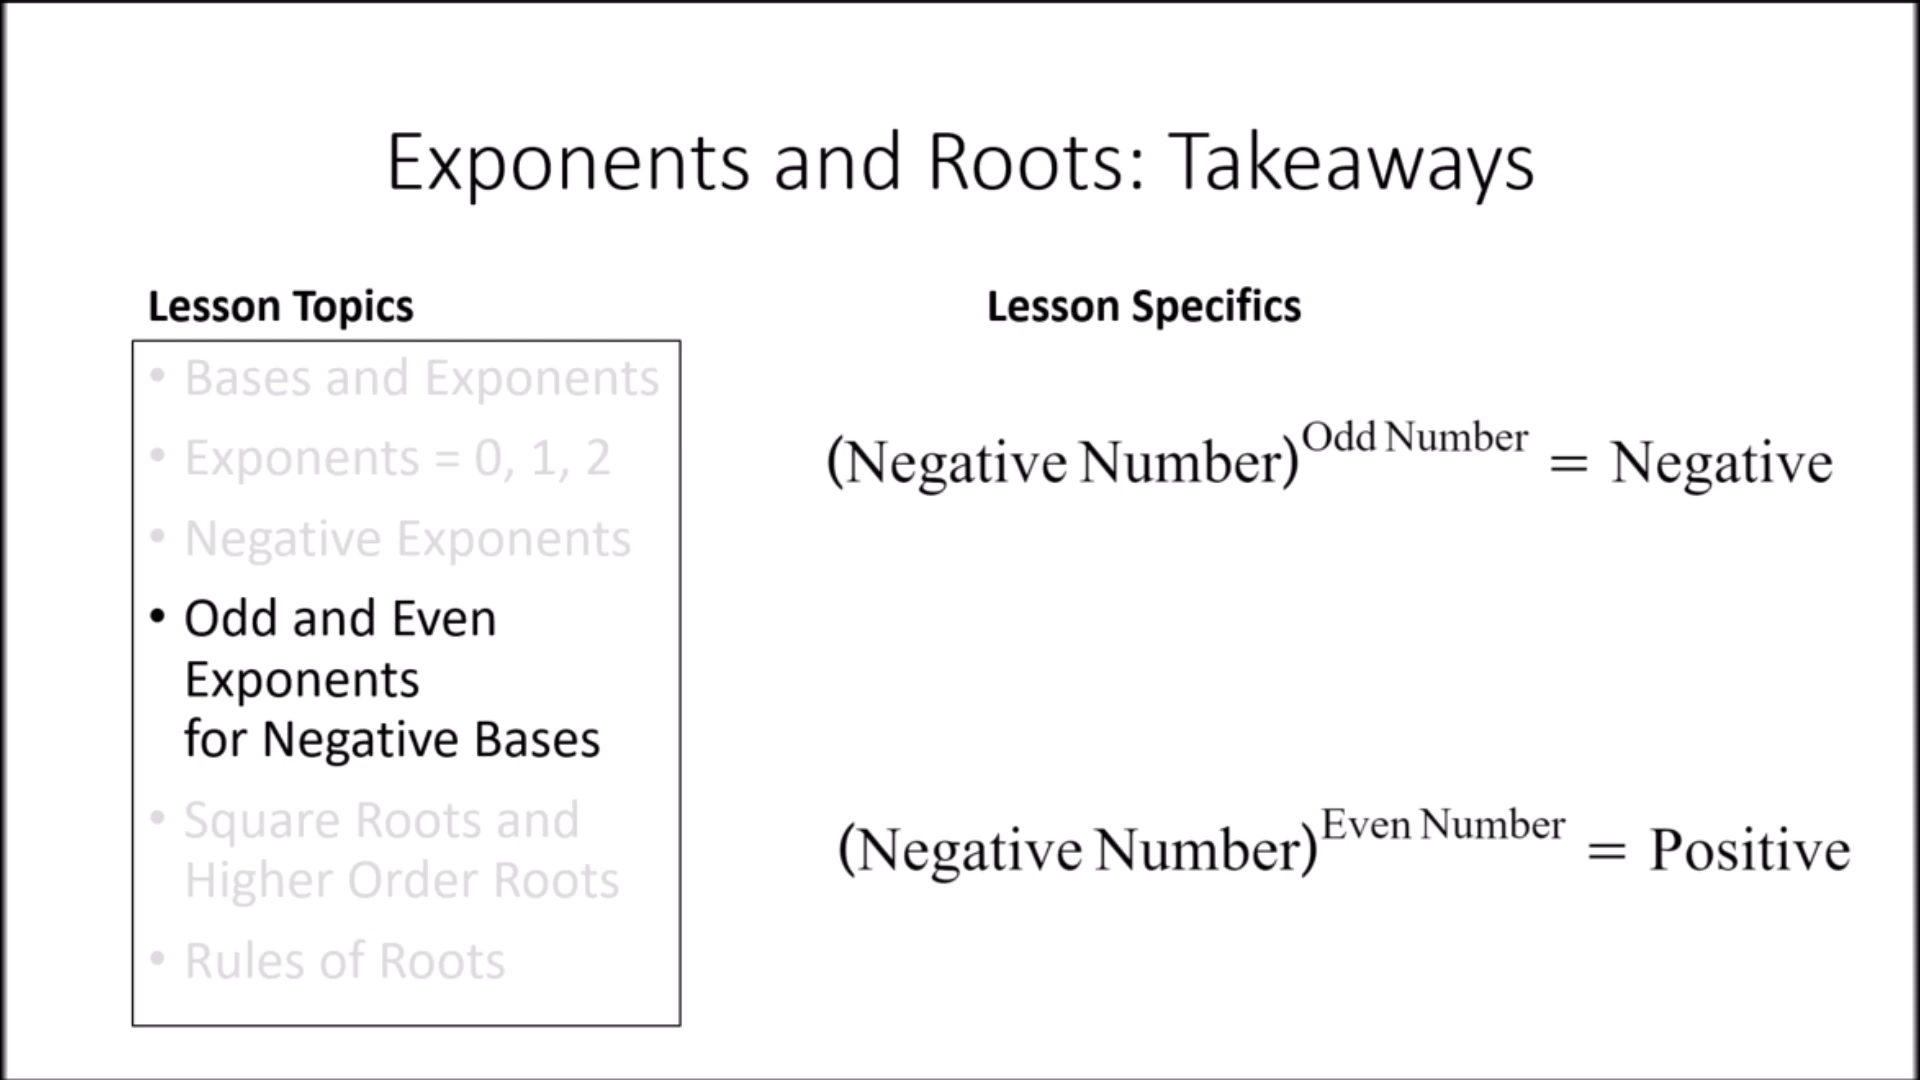 Exponents and Roots: Takeaways
Lesson Topics
• Bases and Exponents
• Exponents = 0, 1, 2
• Negative Exponents
• Odd and Even
Exponents
for Negative Bases
• Square Roots and
Higher Order Roots
• Rules of Roots
Lesson Specifics
(Negative Number)^Odd Number = Negative
(Negative Number)^Even Number = Positive